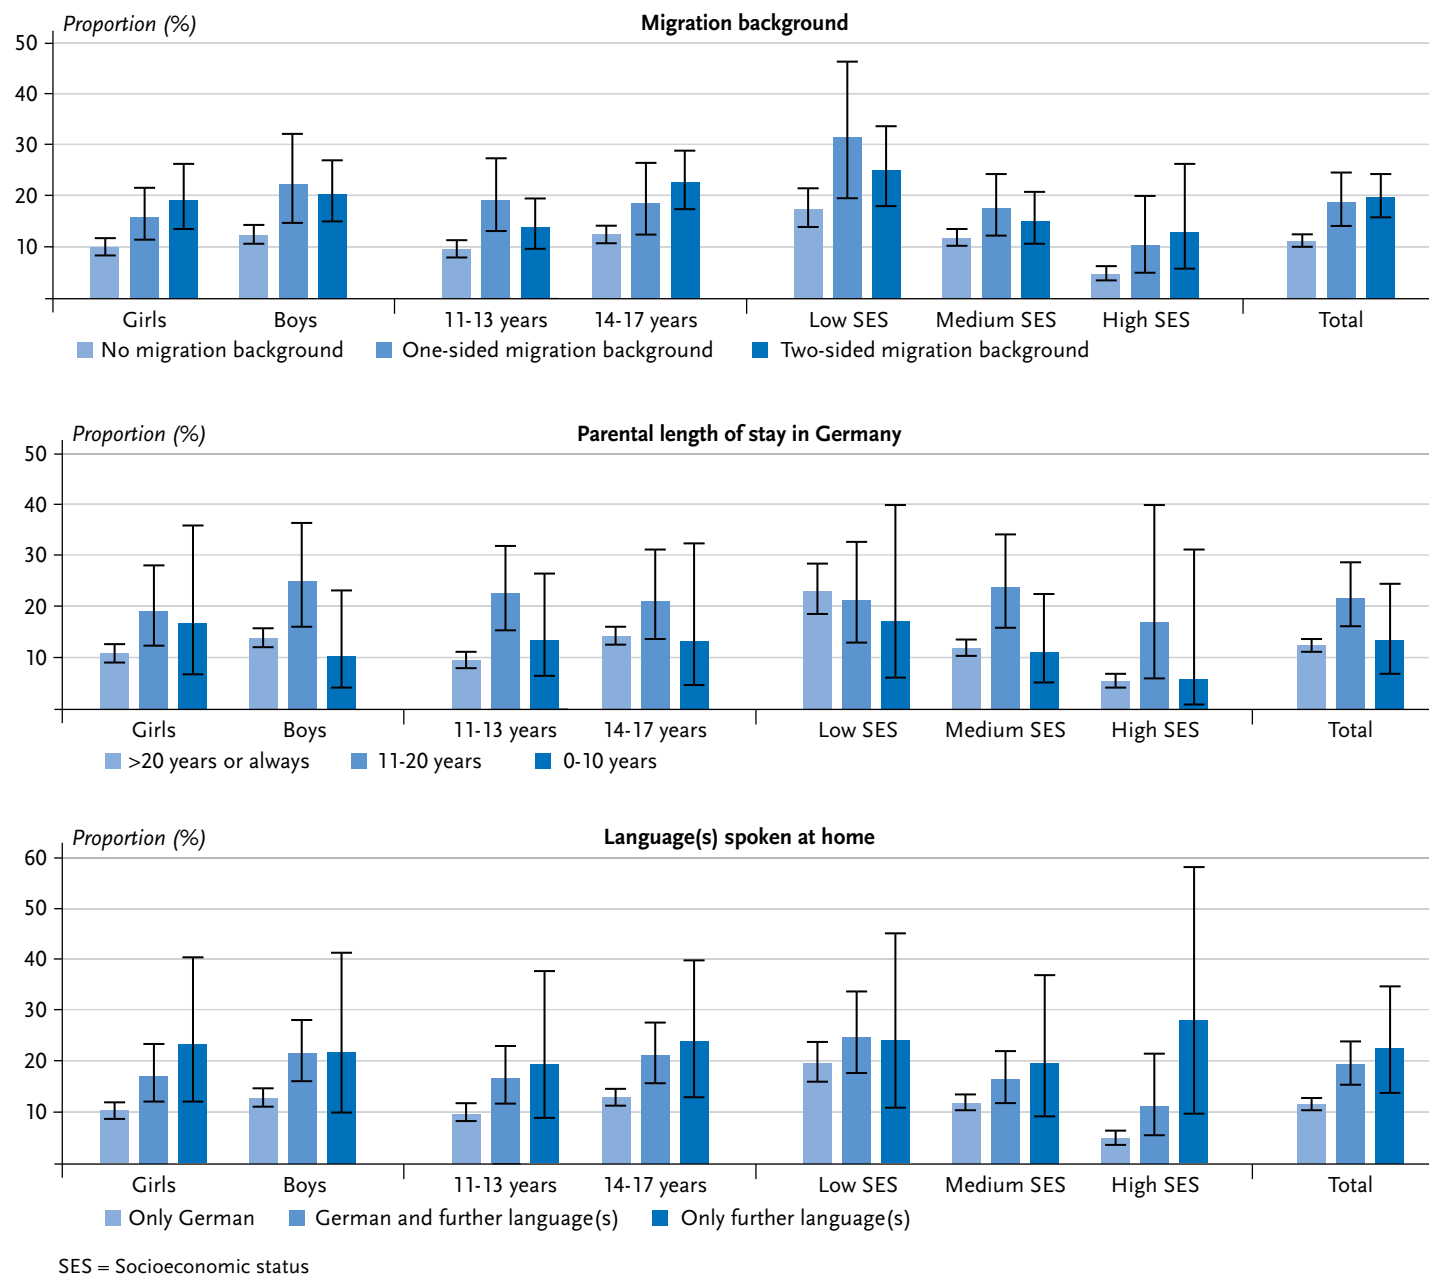 Proportion (%)
Migration background
50
40
30
20
10
Girls Boys 11-13 years 14-17 years Low SES Medium SES High SES Total
No migration background One-sided migration background Two-sided migration background
Proportion (%)
Parental length of stay in Germany
50
40
30
20
10
Girls Boys 11-13 years 14-17 years Low SES Medium SES High SES Total
>20 years or always 11-20 years 0-10 years
Proportion (%)
Language(s) spoken at home
60
50
40
30
20
10
Girls Boys 11-13 years 14-17 years Low SES Medium SES High SES Total
Only German German and further language(s) Only further language(s)
SES = Socioeconomic status